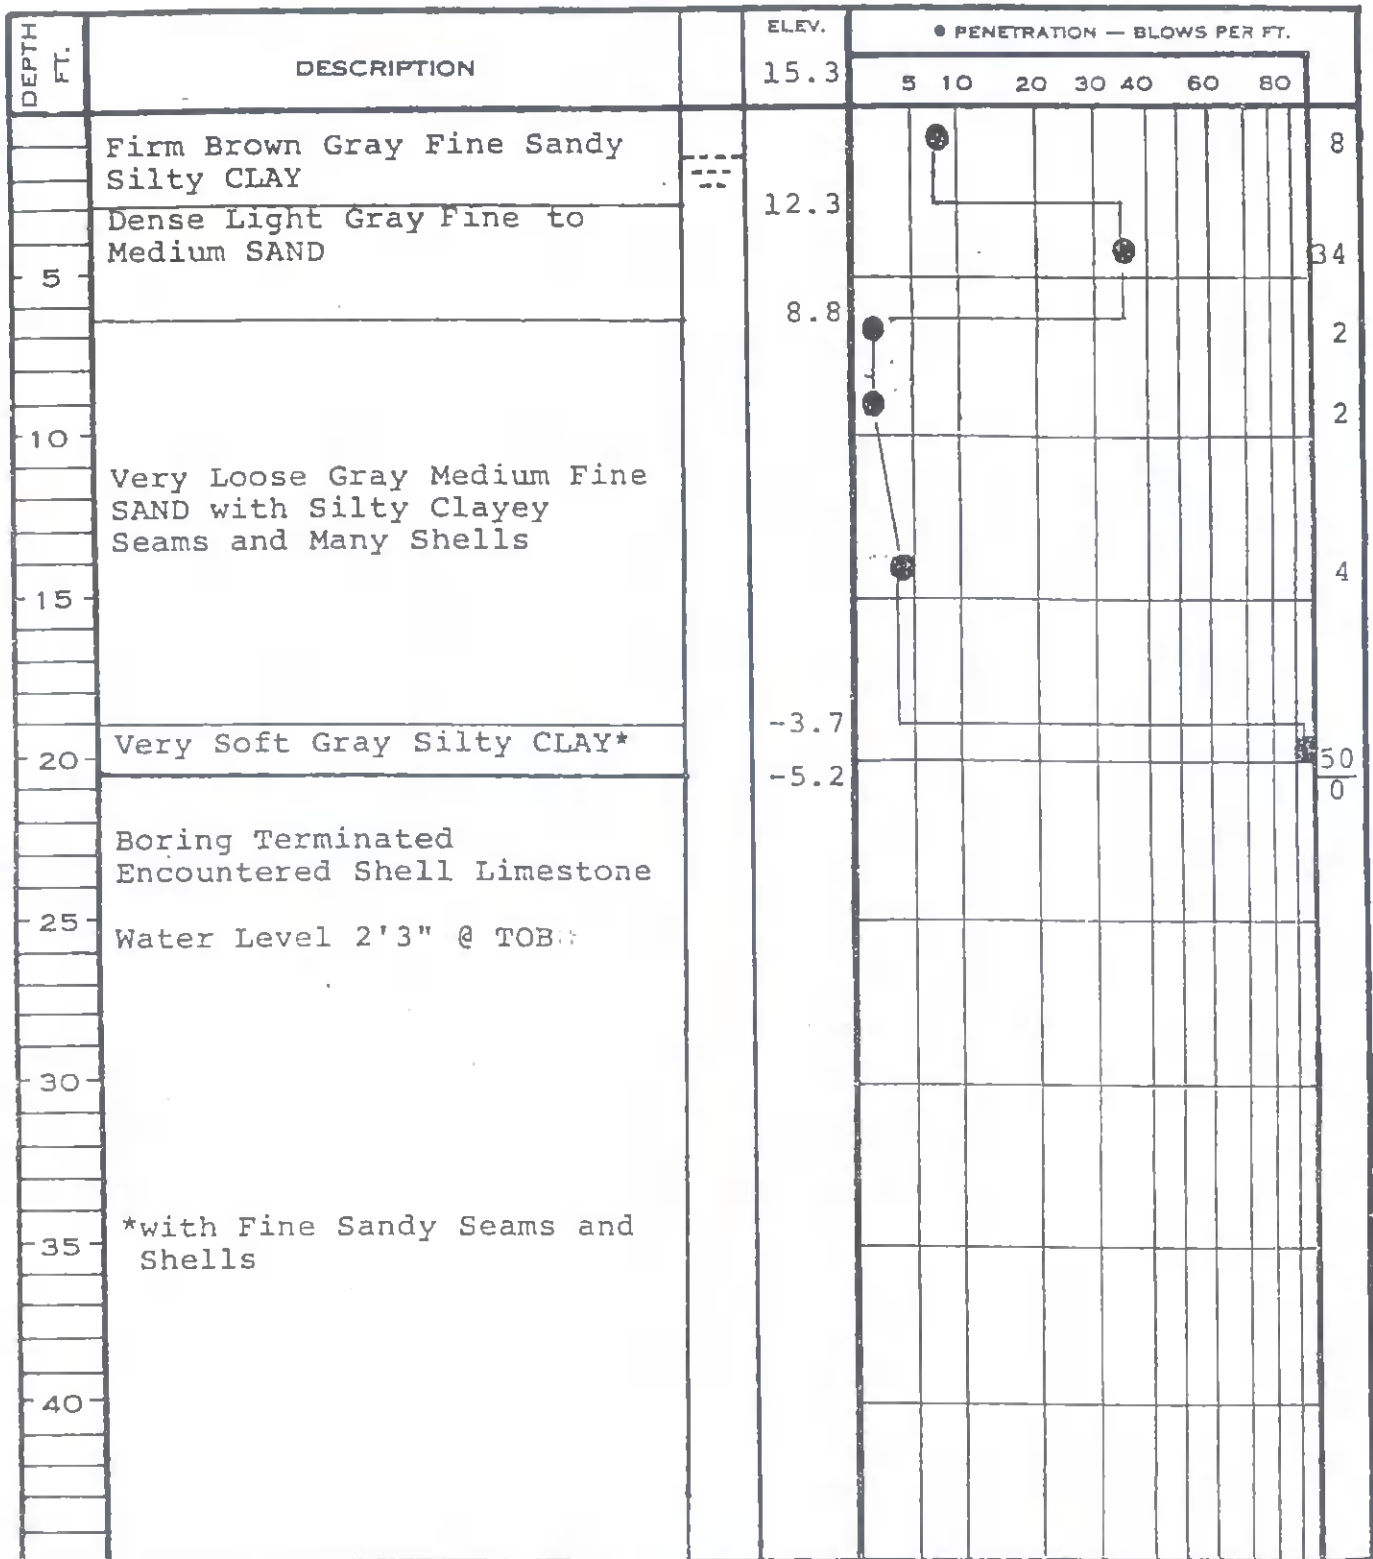 DEPTH FT.
DESCRIPTION
ELEV.
15.3
● PENETRATION — BLOWS PER FT.
5 10 20 30 40 60 80
Firm Brown Gray Fine Sandy
Silty CLAY
8
12.3
Dense Light Gray Fine to
Medium SAND
34
5
8.8
2
2
10
Very Loose Gray Medium Fine
SAND with Silty Clayey
Seams and Many Shells
4
15
-3.7
Very Soft Gray Silty CLAY*
20
50
0
-5.2
Boring Terminated
Encountered Shell Limestone
25
Water Level 2'3" @ TOB
30
*with Fine Sandy Seams and
35
Shells
40